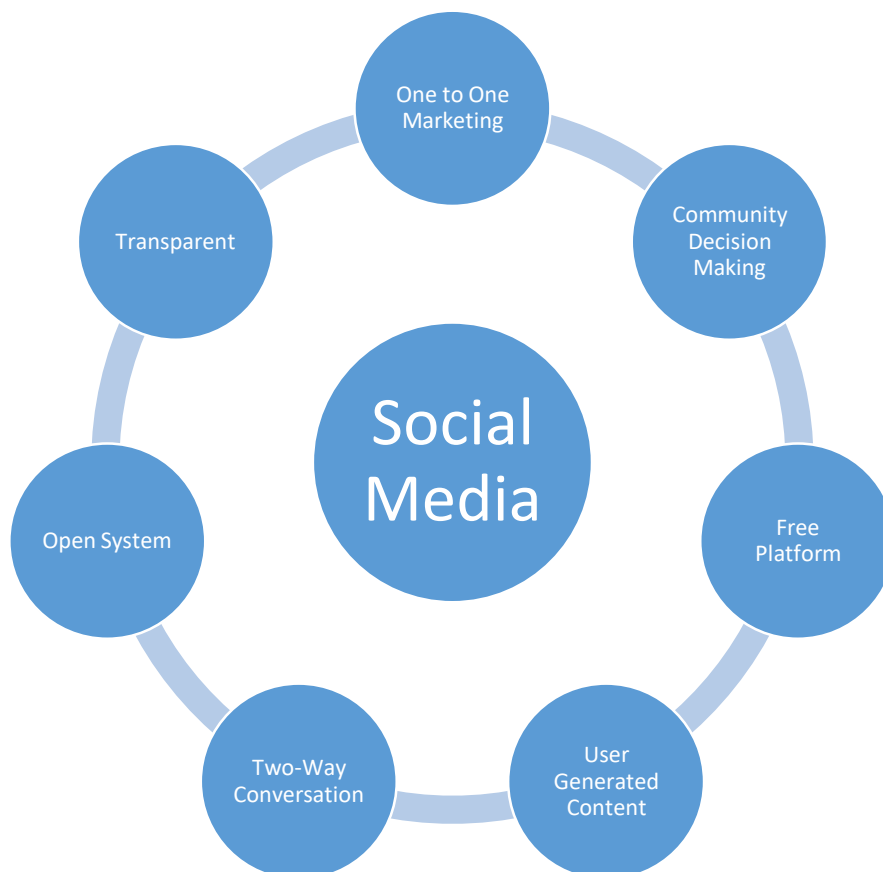 One to One
Marketing
Community
Decision
Making
Free
Platform
User
Generated
Content
Two-Way
Conversation
Open System
Transparent
Social
Media